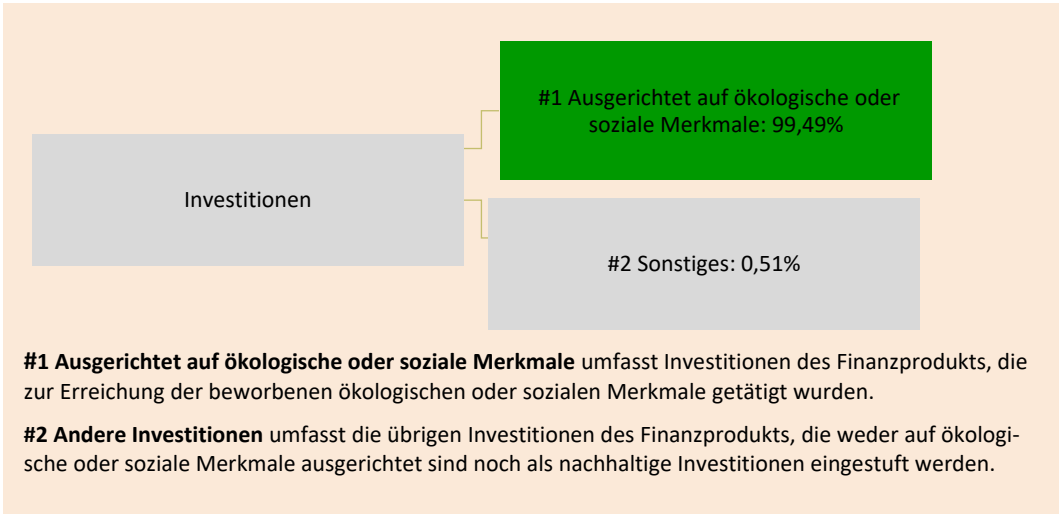 #1 Ausgerichtet auf ökologische oder
soziale Merkmale: 99,49%
Investitionen
#2 Sonstiges: 0,51%
#1 Ausgerichtet auf ökologische oder soziale Merkmale umfasst Investitionen des Finanzprodukts, die
zur Erreichung der beworbenen ökologischen oder sozialen Merkmale getätigt wurden.
#2 Andere Investitionen umfasst die übrigen Investitionen des Finanzprodukts, die weder auf ökologi-
sche oder soziale Merkmale ausgerichtet sind noch als nachhaltige Investitionen eingestuft werden.